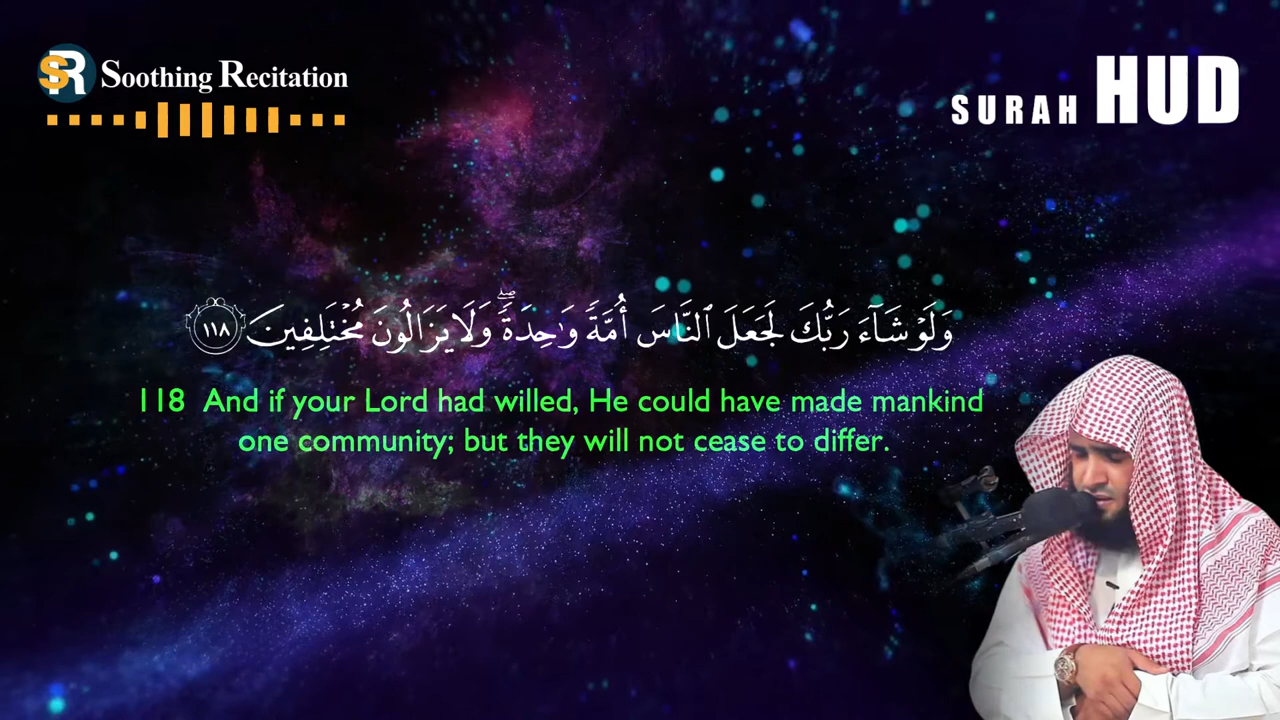 SR
Soothing Recitation
SURAH HUD
وَلَوْ شَآءَ رَبُّكَ لَجَعَلَ ٱلنَّاسَ أُمَّةً وَٰحِدَةً ۖ وَلَا يَزَالُونَ مُخْتَلِفِينَ ١١٨
118 And if your Lord had willed, He could have made mankind
one community; but they will not cease to differ.